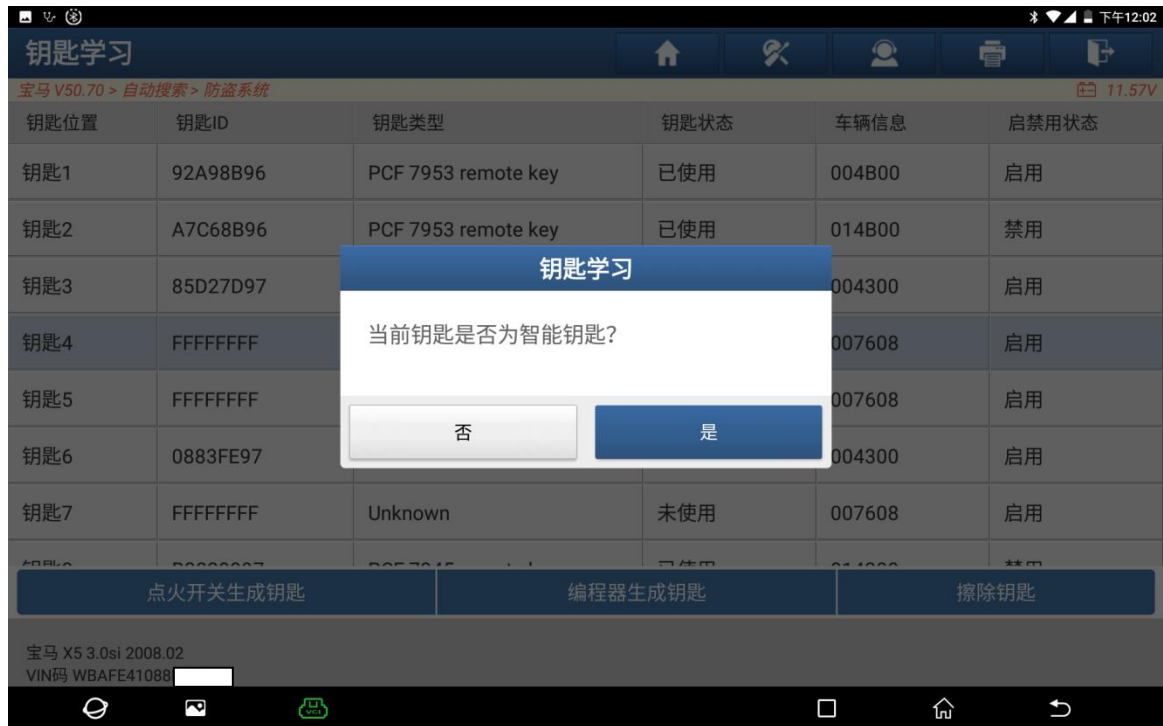 下午12:02
钥匙学习
宝马 V50.70 > 自动搜索 > 防盗系统 11.57V
钥匙位置 钥匙ID 钥匙类型 钥匙状态 车辆信息 启禁用状态
钥匙1 92A98B96 PCF 7953 remote key 已使用 004B00 启用
钥匙2 A7C68B96 PCF 7953 remote key 已使用 014B00 禁用
钥匙3 85D27D97 004300 启用
钥匙4 FFFFFFFF 007608 启用
钥匙5 FFFFFFFF 007608 启用
钥匙6 0883FE97 004300 启用
钥匙7 FFFFFFFF Unknown 未使用 007608 启用
钥匙学习
当前钥匙是否为智能钥匙?
否 是
点火开关生成钥匙 编程器生成钥匙 擦除钥匙
宝马 X5 3.0si 2008.02
VIN码 WBAFE41088
VCI